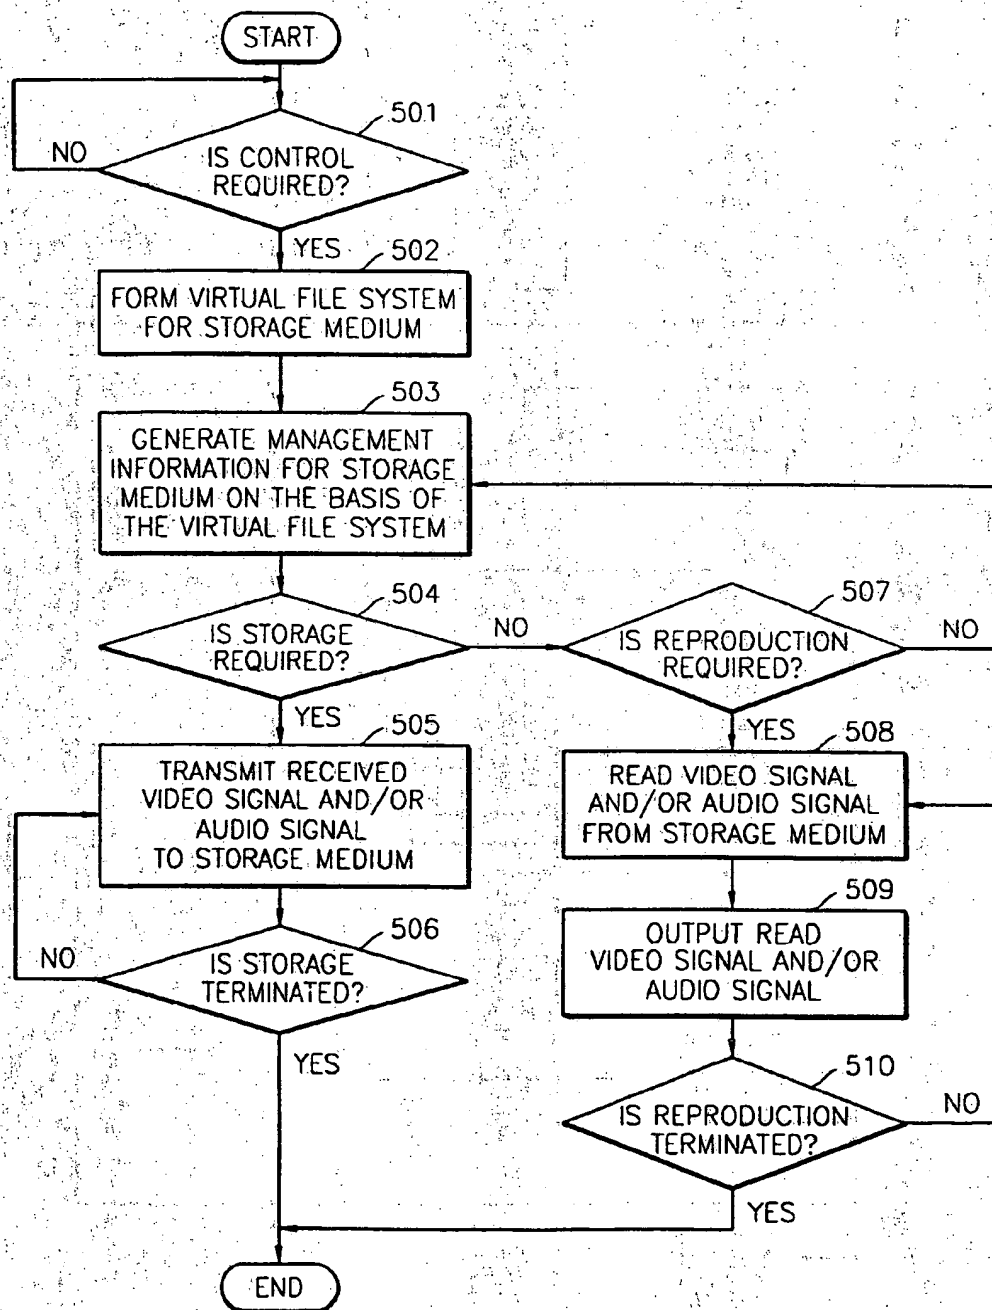 START
501
NO
IS CONTROL
REQUIRED?
YES
502
FORM VIRTUAL FILE SYSTEM
FOR STORAGE MEDIUM
503
GENERATE MANAGEMENT
INFORMATION FOR STORAGE
MEDIUM ON THE BASIS OF
THE VIRTUAL FILE SYSTEM
504
IS STORAGE
REQUIRED?
NO
507
IS REPRODUCTION
REQUIRED?
NO
YES
505
TRANSMIT RECEIVED
VIDEO SIGNAL AND/OR
AUDIO SIGNAL
TO STORAGE MEDIUM
YES
508
READ VIDEO SIGNAL
AND/OR AUDIO SIGNAL
FROM STORAGE MEDIUM
506
NO
IS STORAGE
TERMINATED?
YES
509
OUTPUT READ
VIDEO SIGNAL AND/OR
AUDIO SIGNAL
510
IS REPRODUCTION
TERMINATED?
NO
YES
END